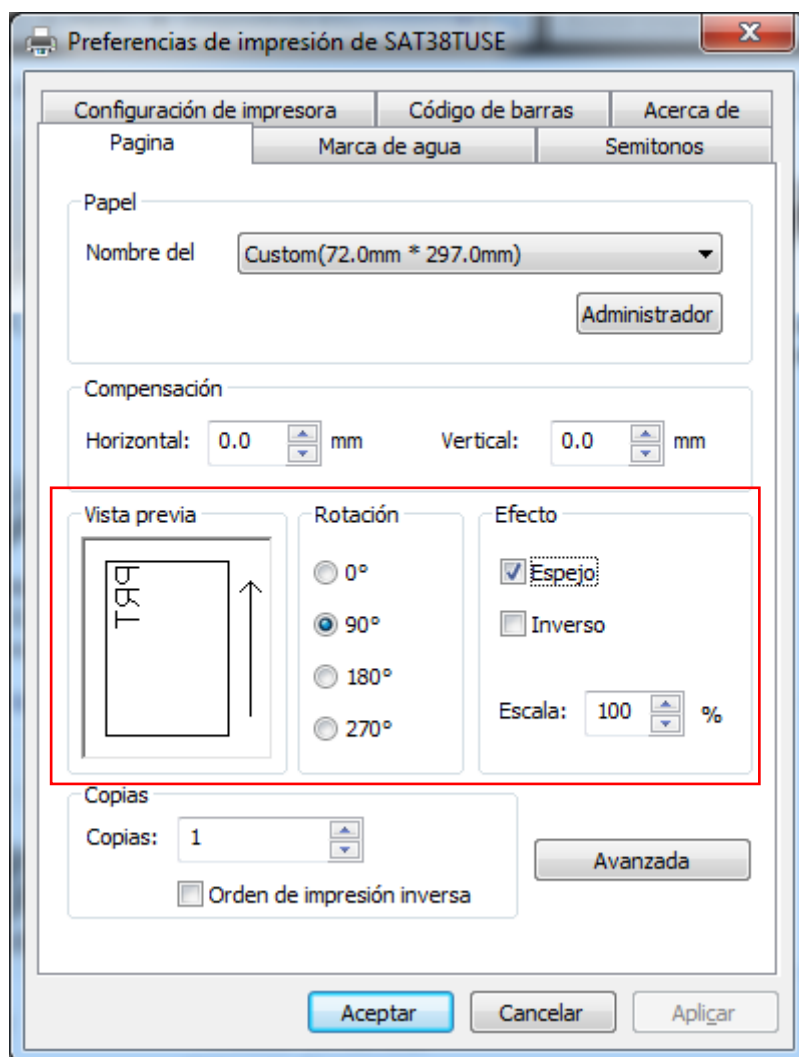 Preferencias de impresión de SAT38TUSE
Configuración de impresora Código de barras Acerca de
Pagina Marca de agua Semitonos
Papel
Nombre del Custom(72.0mm * 297.0mm)
Administrador
Compensación
Horizontal: 0.0 mm Vertical: 0.0 mm
Vista previa Rotación Efecto
PRT
0° Espejo
90° Inverso
180°
Escala: 100 %
270°
Copias
Copias: 1
Avanzada
Orden de impresión inversa
Aceptar Cancelar Aplicar